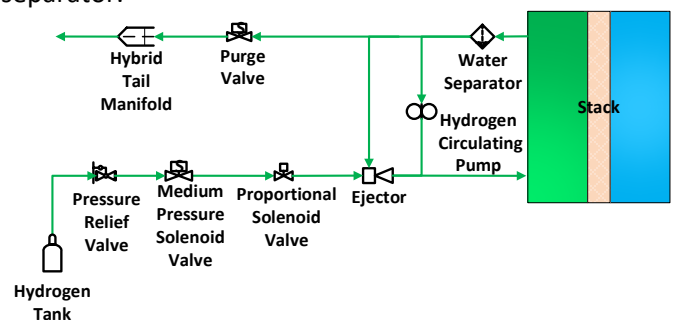 separator.
Hybrid
Tail
Manifold
Purge
Valve
Water
Separator
Stack
Hydrogen
Circulating
Pump
Pressure
Relief
Valve
S
Medium
Pressure
Solenoid
Valve
Proportional
Solenoid
Valve
Ejector
Hydrogen
Tank